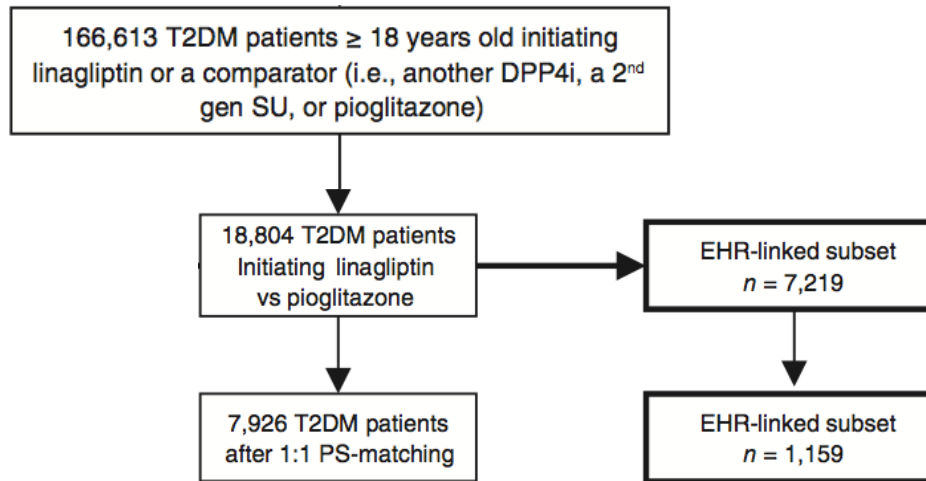 166,613 T2DM patients ≥ 18 years old initiating
linagliptin or a comparator (i.e., another DPP4i, a 2nd
gen SU, or pioglitazone)
18,804 T2DM patients
Initiating linagliptin
vs pioglitazone
EHR-linked subset
n = 7,219
7,926 T2DM patients
after 1:1 PS-matching
EHR-linked subset
n = 1,159